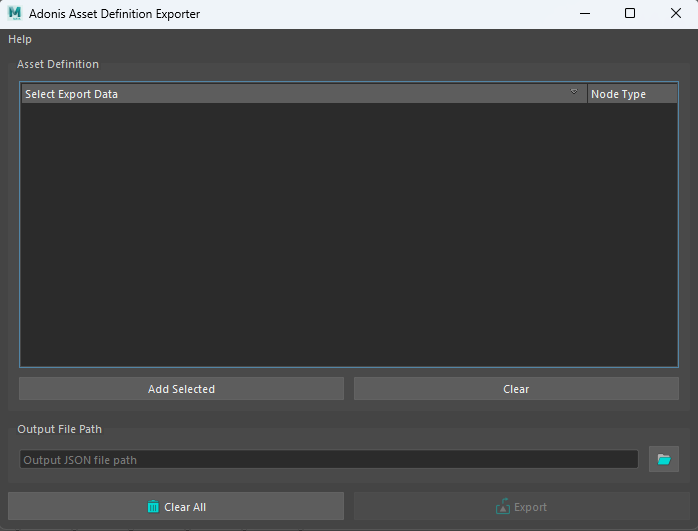 Adonis Asset Definition Exporter
Help
Asset Definition
Select Export Data
Node Type
Add Selected
Clear
Output File Path
Output JSON file path
Clear All
Export